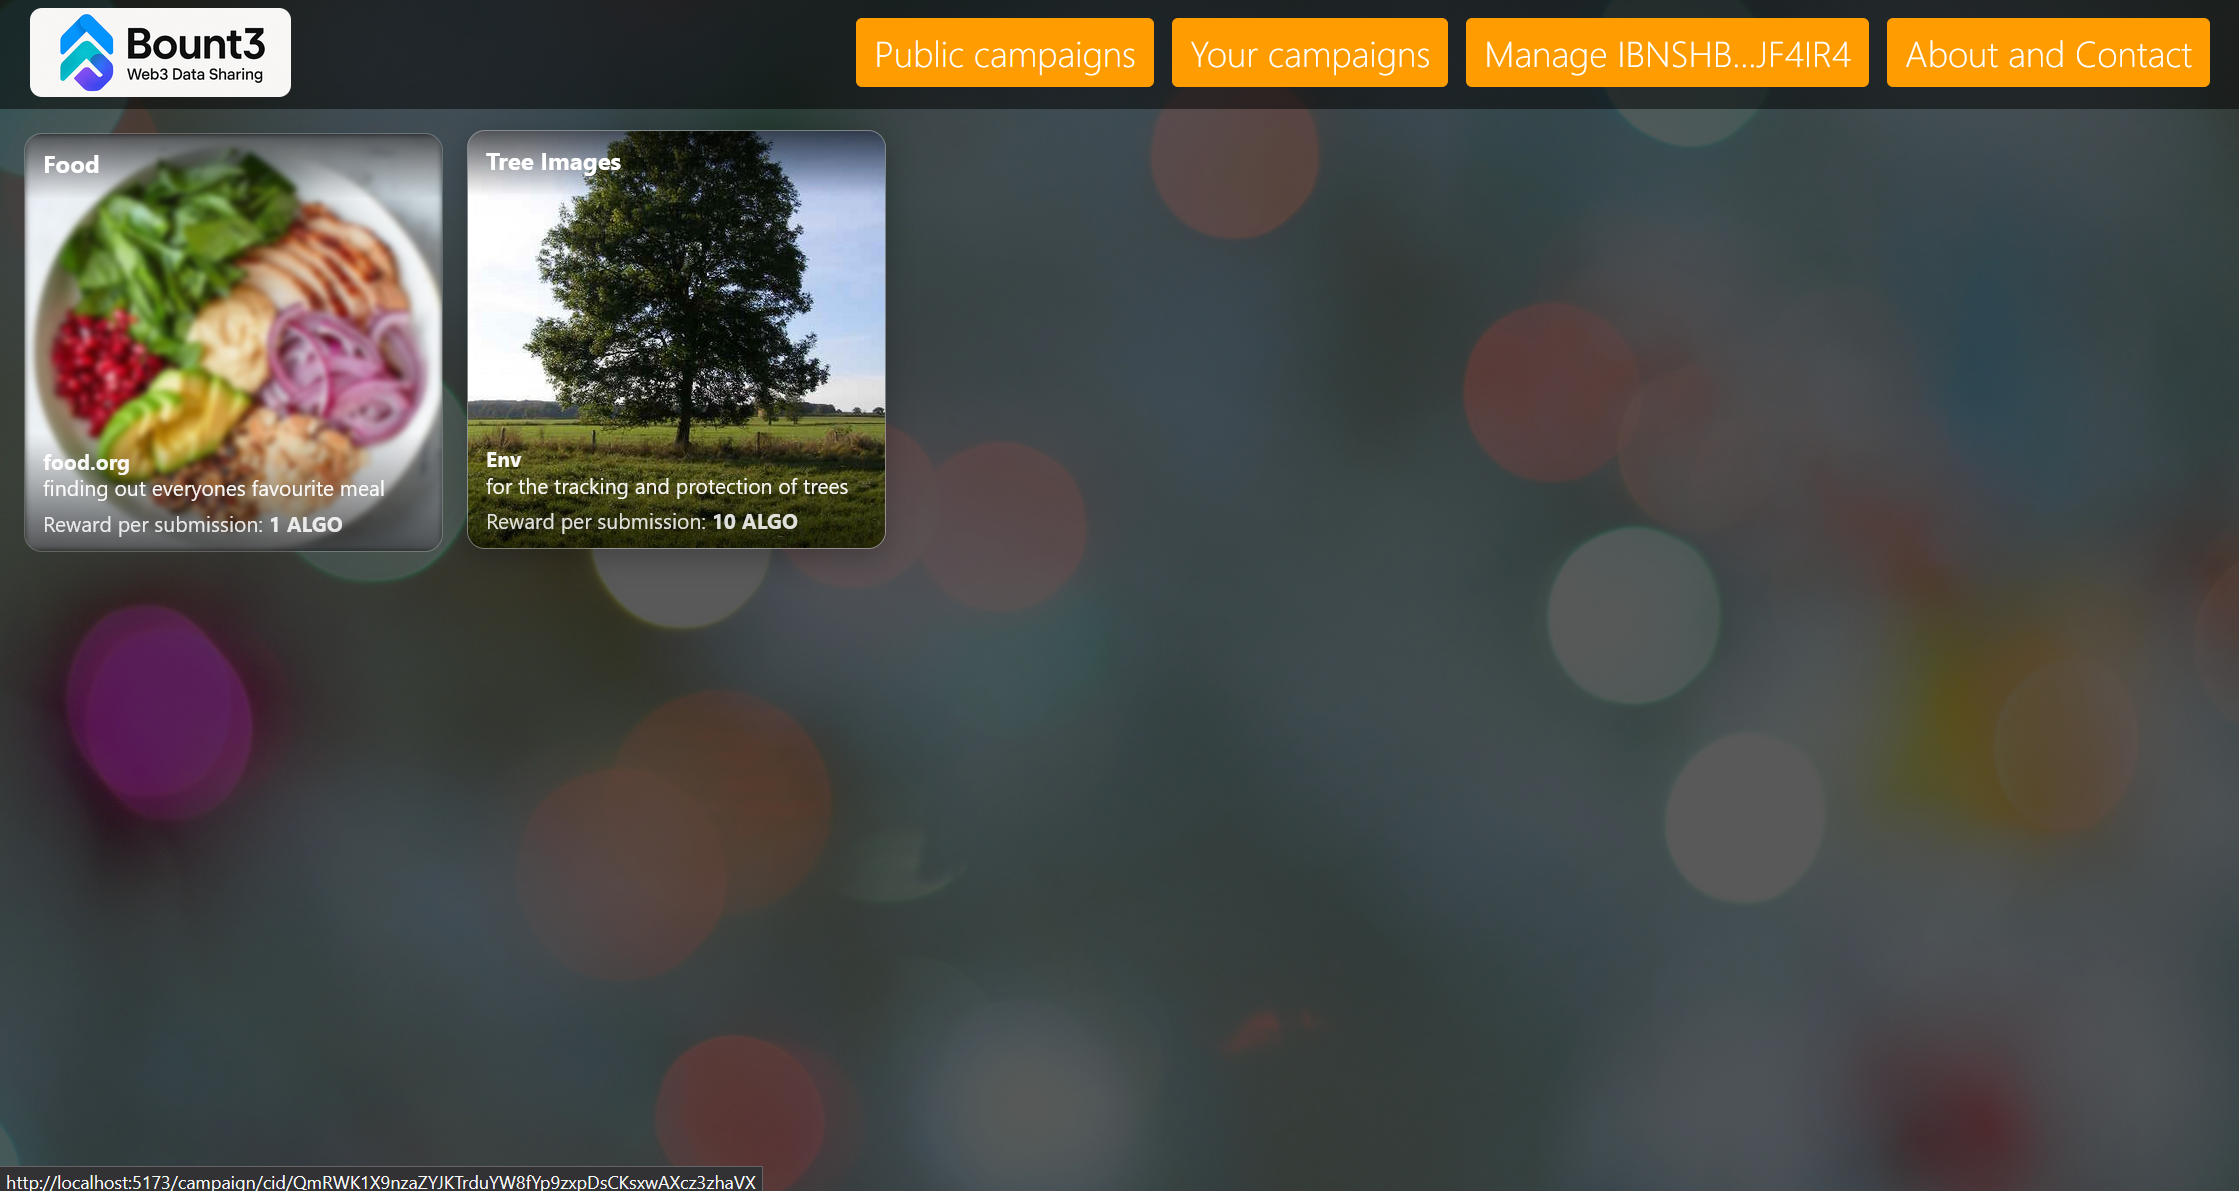 Bount3
Web3 Data Sharing
Public campaigns
Your campaigns
Manage IBNSHB...JF4IR4
About and Contact
Food
food.org
finding out everyones favourite meal
Reward per submission: 1 ALGO
Tree Images
Env
for the tracking and protection of trees
Reward per submission: 10 ALGO
http://localhost:5173/campaign/cid/QmRWK1X9nzaZYJKTrduYW8fYp9zxpDsCKsxwAXcz3zhaVX